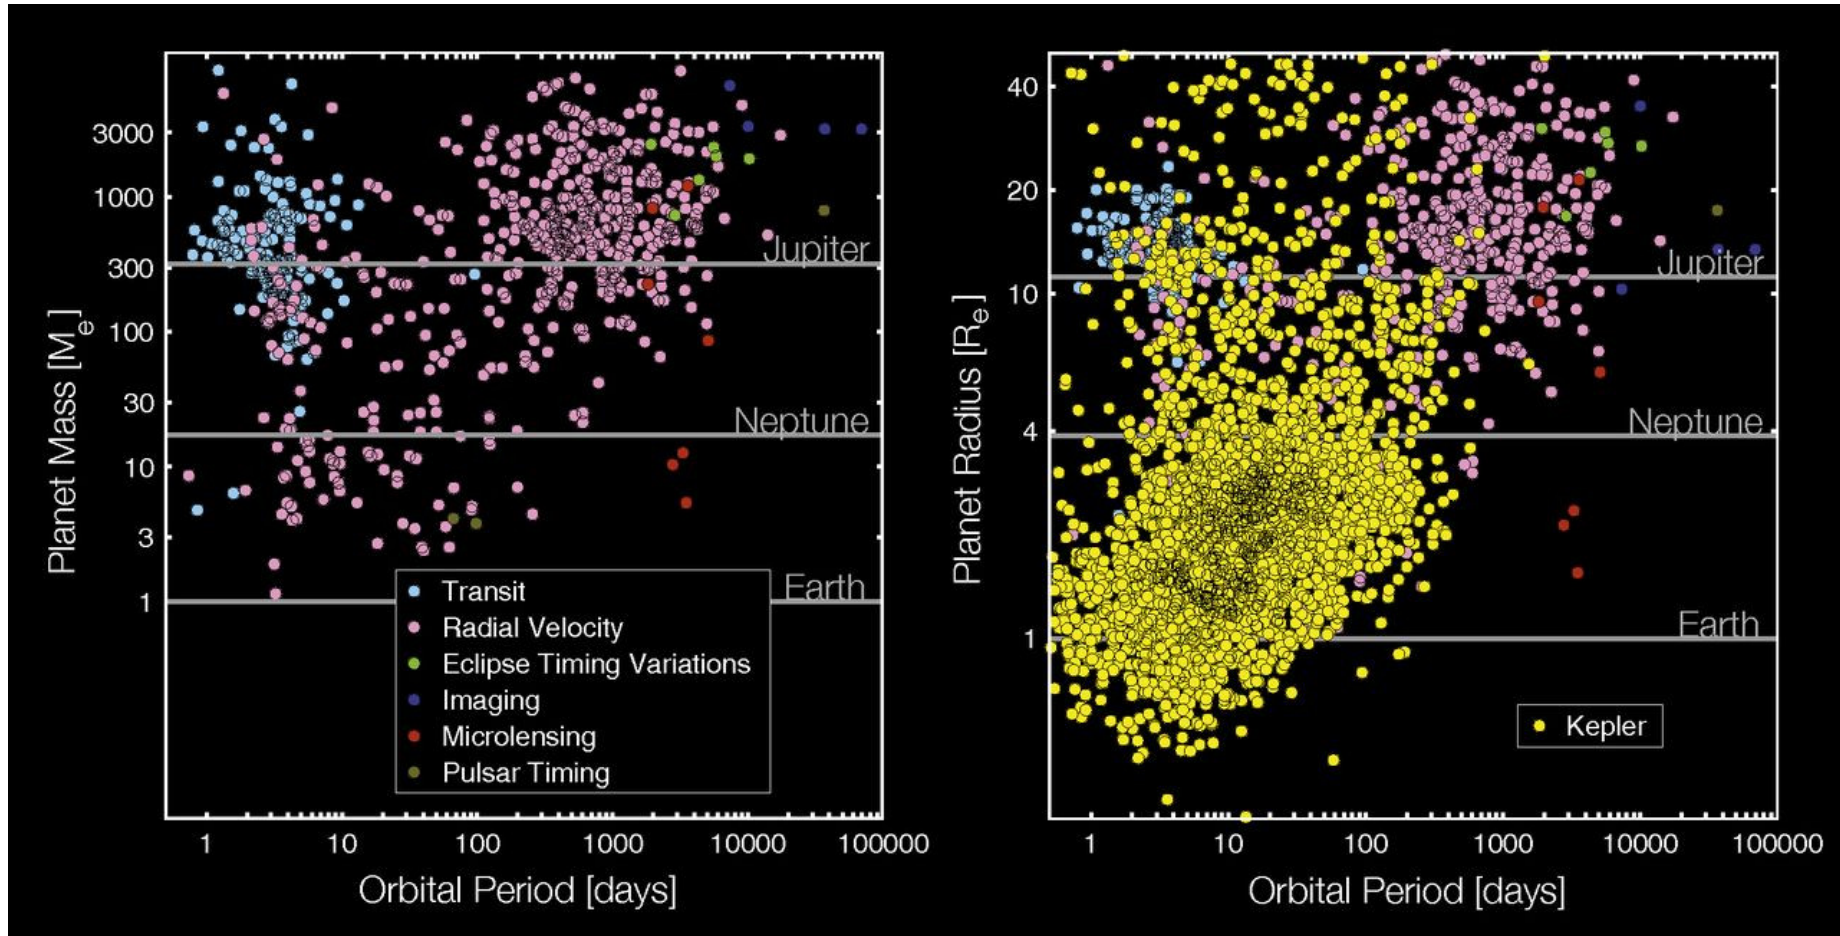 3000
1000
300
100
30
10
3
1
Planet Mass [Me]
Jupiter
Neptune
Earth
Transit
Radial Velocity
Eclipse Timing Variations
Imaging
Microlensing
Pulsar Timing
1 10 100 1000 10000 100000
Orbital Period [days]
40
20
10
4
1
Planet Radius [Re]
Jupiter
Neptune
Earth
Kepler
1 10 100 1000 10000 100000
Orbital Period [days]